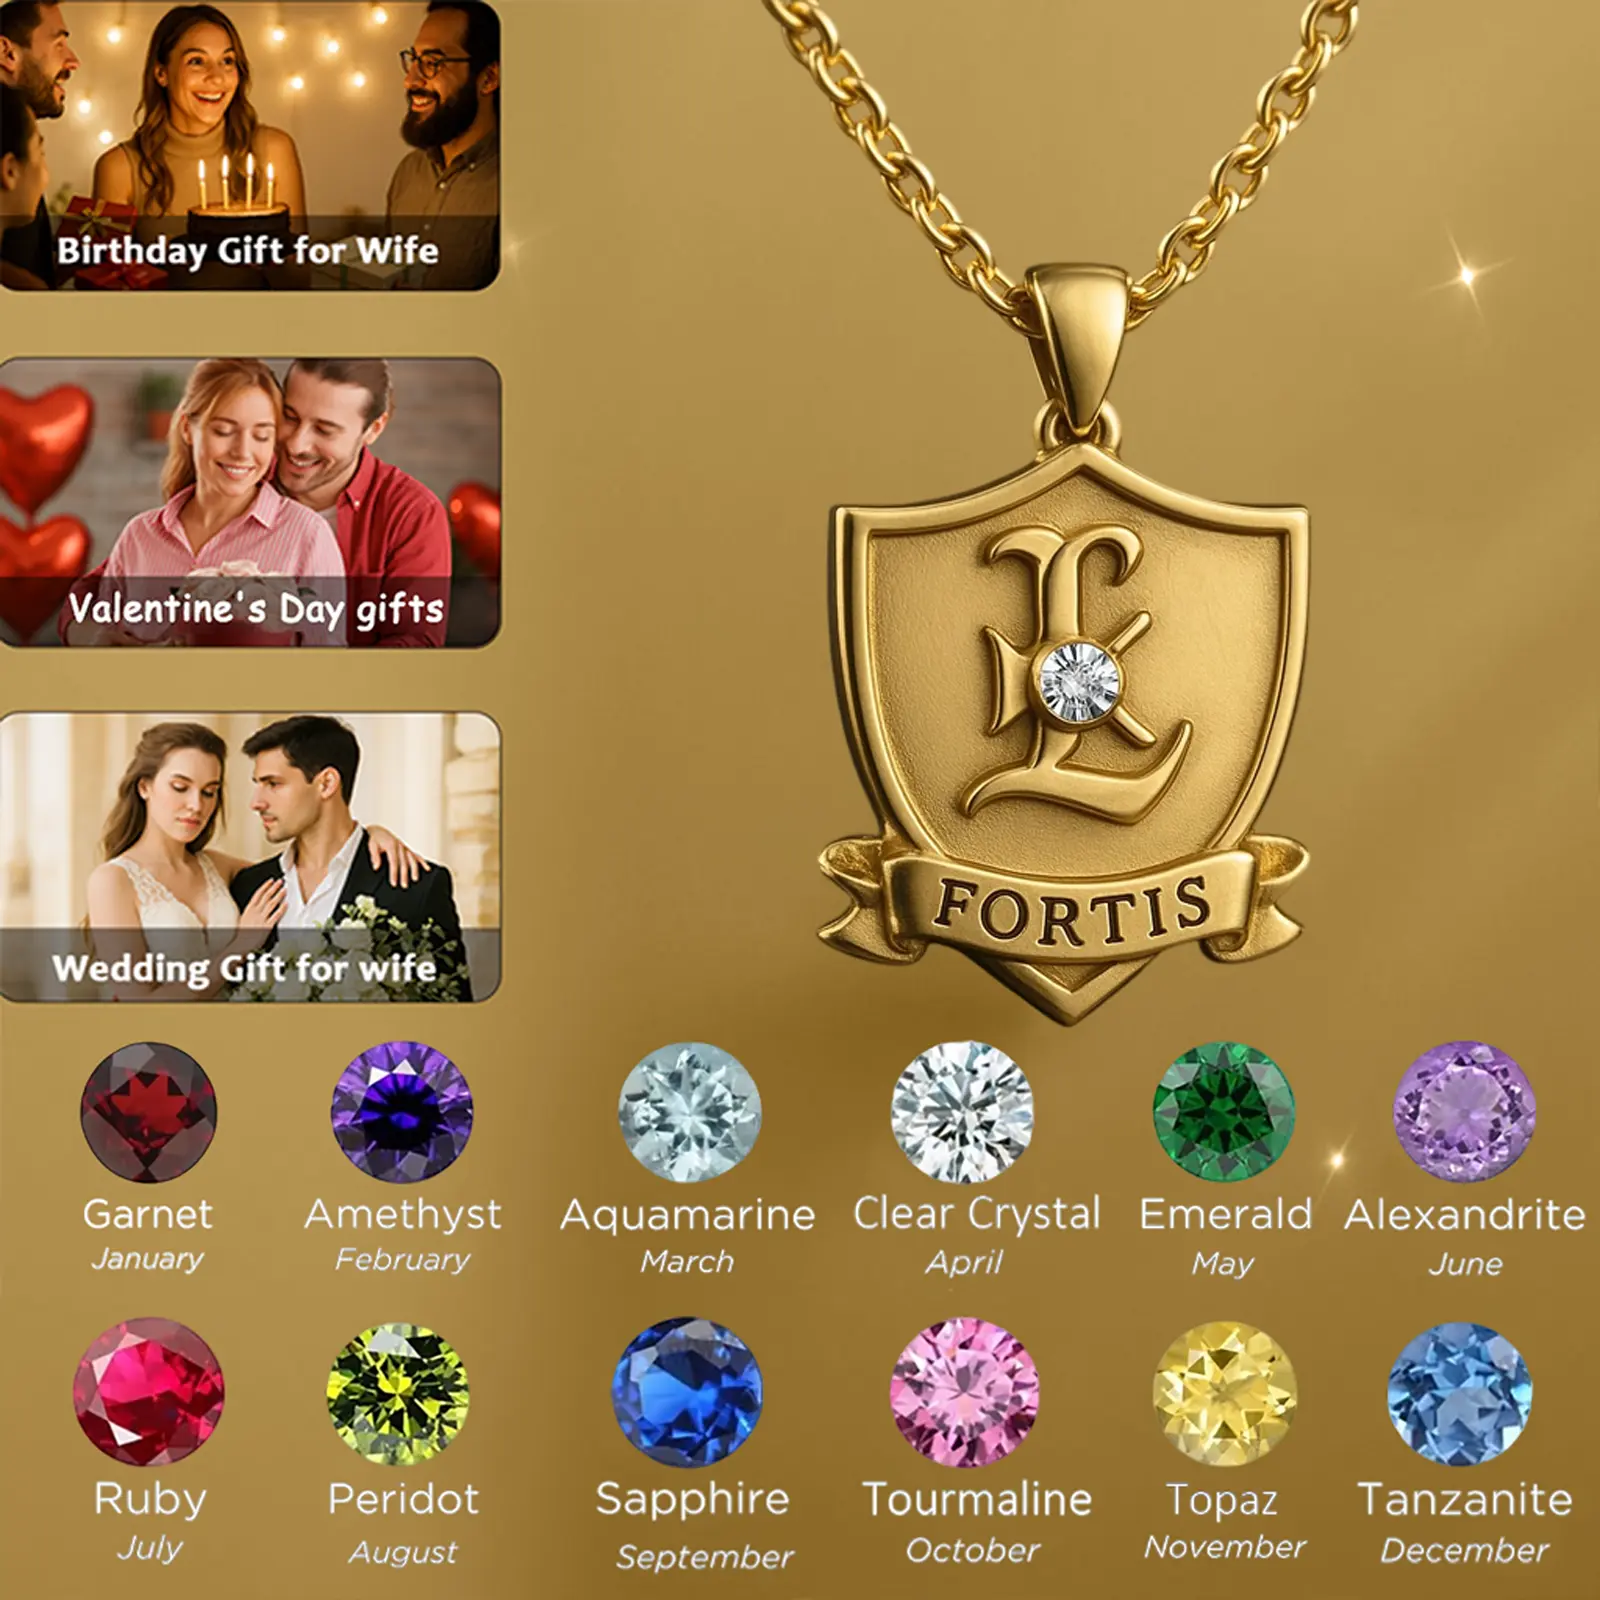 Birthday Gift for Wife
Valentine's Day gifts
Wedding Gift for wife
L
FORTIS
Garnet
January
Amethyst
February
Aquamarine
March
Clear Crystal
April
Emerald
May
Alexandrite
June
Ruby
July
Peridot
August
Sapphire
September
Tourmaline
October
Topaz
November
Tanzanite
December